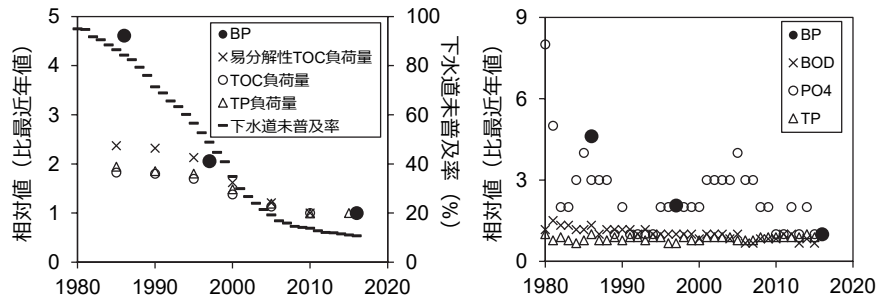 5
4
3
2
1
0
1980
1990
2000
2010
2020
100
80
60
40
20
0
相対値（比最近年値）
下水道未普及率（%）
BP
易分解性TOC負荷量
TOC負荷量
TP負荷量
下水道未普及率
9
6
3
0
1980
1990
2000
2010
2020
相対値（比最近年値）
BP
BOD
PO4
TP